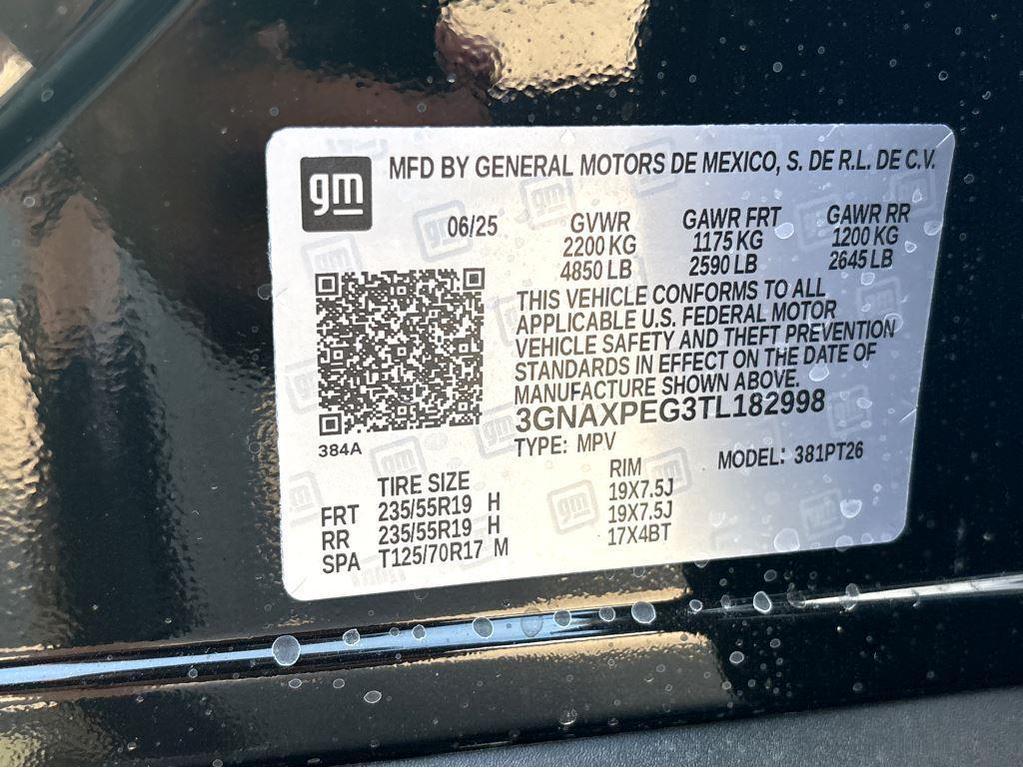 gm
MFD BY GENERAL MOTORS DE MEXICO, S. DE R.L. DE C.V.
06/25 GVWR GAWR FRT GAWR RR
2200 KG 1175 KG 1200 KG
4850 LB 2590 LB 2645 LB
THIS VEHICLE CONFORMS TO ALL
APPLICABLE U.S. FEDERAL MOTOR
VEHICLE SAFETY AND THEFT PREVENTION
STANDARDS IN EFFECT ON THE DATE OF
MANUFACTURE SHOWN ABOVE.
3GNAXPEG3TL182998
TYPE: MPV MODEL: 381PT26
384A
TIRE SIZE RIM
FRT 235/55R19 H 19X7.5J
RR 235/55R19 H 19X7.5J
SPA T125/70R17 M 17X4BT